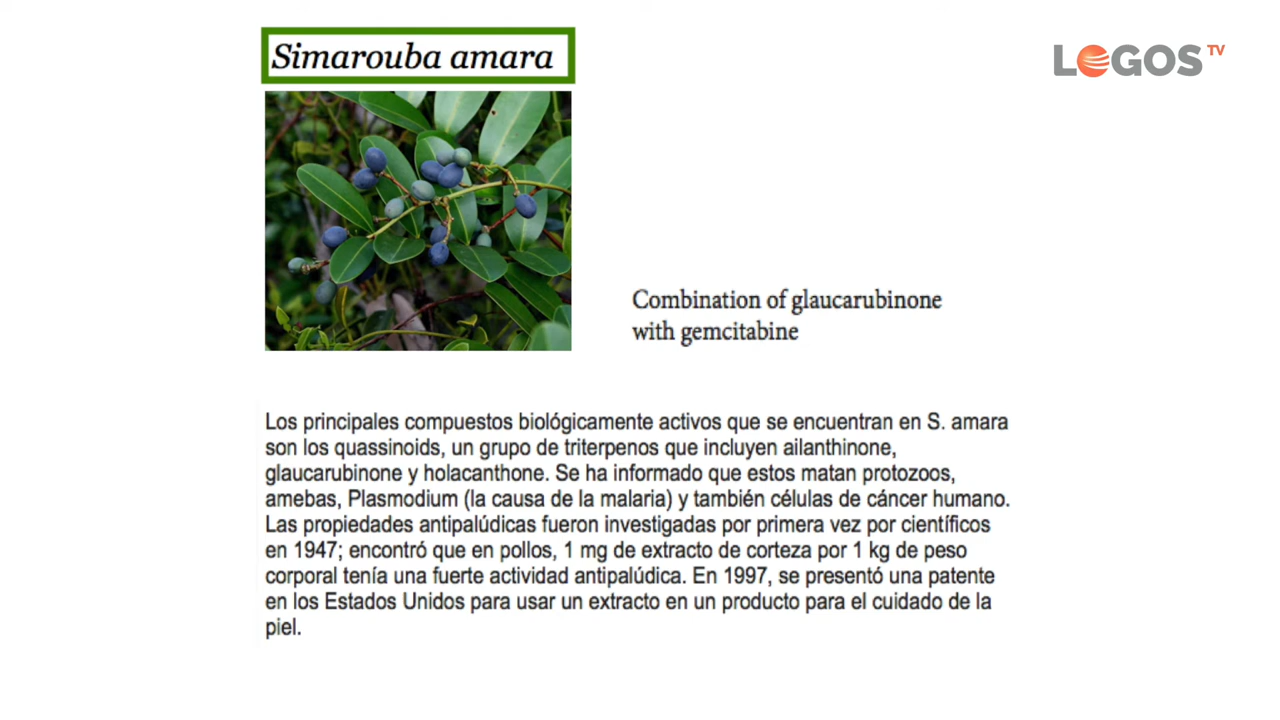 Simarouba amara
LOGOS TV
Combination of glaucarubinone
with gemcitabine
Los principales compuestos biológicamente activos que se encuentran en S. amara
son los quassinoids, un grupo de triterpenos que incluyen ailanthinone,
glaucarubinone y holacanthone. Se ha informado que estos matan protozoos,
amebas, Plasmodium (la causa de la malaria) y también células de cáncer humano.
Las propiedades antipalúdicas fueron investigadas por primera vez por científicos
en 1947; encontró que en pollos, 1 mg de extracto de corteza por 1 kg de peso
corporal tenía una fuerte actividad antipalúdica. En 1997, se presentó una patente
en los Estados Unidos para usar un extracto en un producto para el cuidado de la
piel.